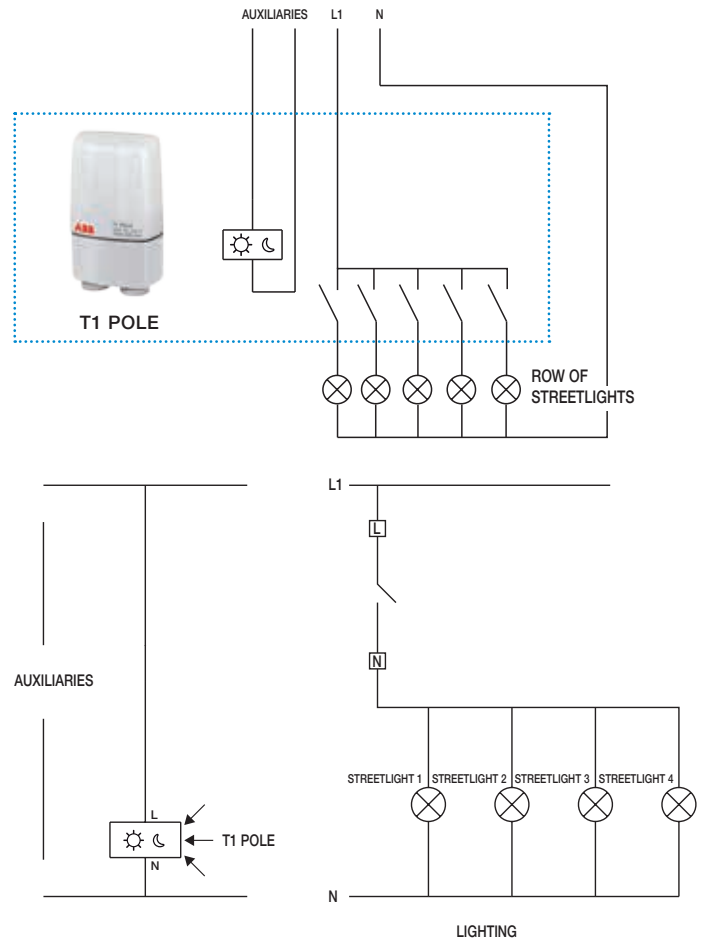 AUXILIARIES L1 N
ABB
T1 POLE
ROW OF
STREETLIGHTS
L1
L
N
AUXILIARIES
STREETLIGHT 1 STREETLIGHT 2 STREETLIGHT 3 STREETLIGHT 4
L
T1 POLE
N
N
LIGHTING